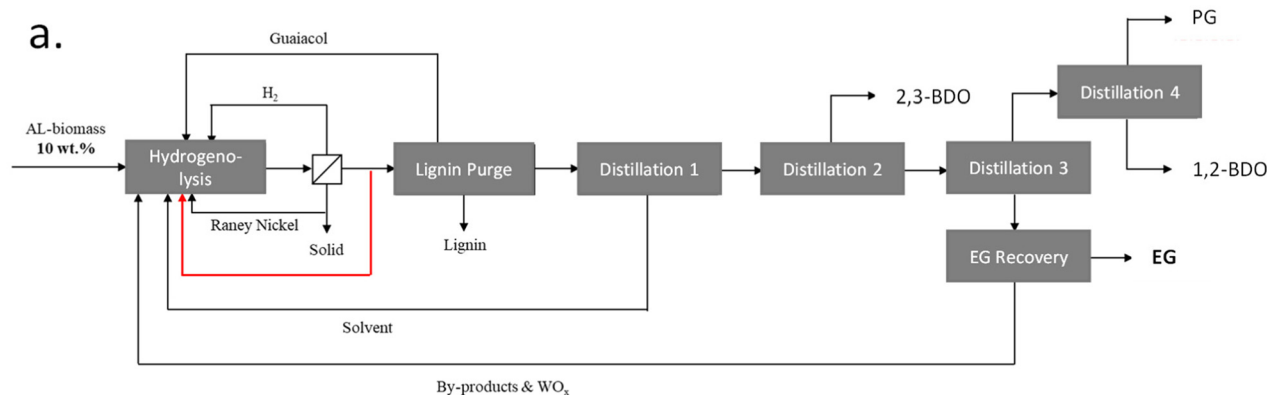 a.
Guaiacol
PG
H₂
2,3-BDO
Distillation 4
AL-biomass
10 wt.%
Hydrogeno-
lysis
Lignin Purge
Distillation 1
Distillation 2
Distillation 3
1,2-BDO
Raney Nickel
Solid
Lignin
EG Recovery
EG
Solvent
By-products & WOₓ